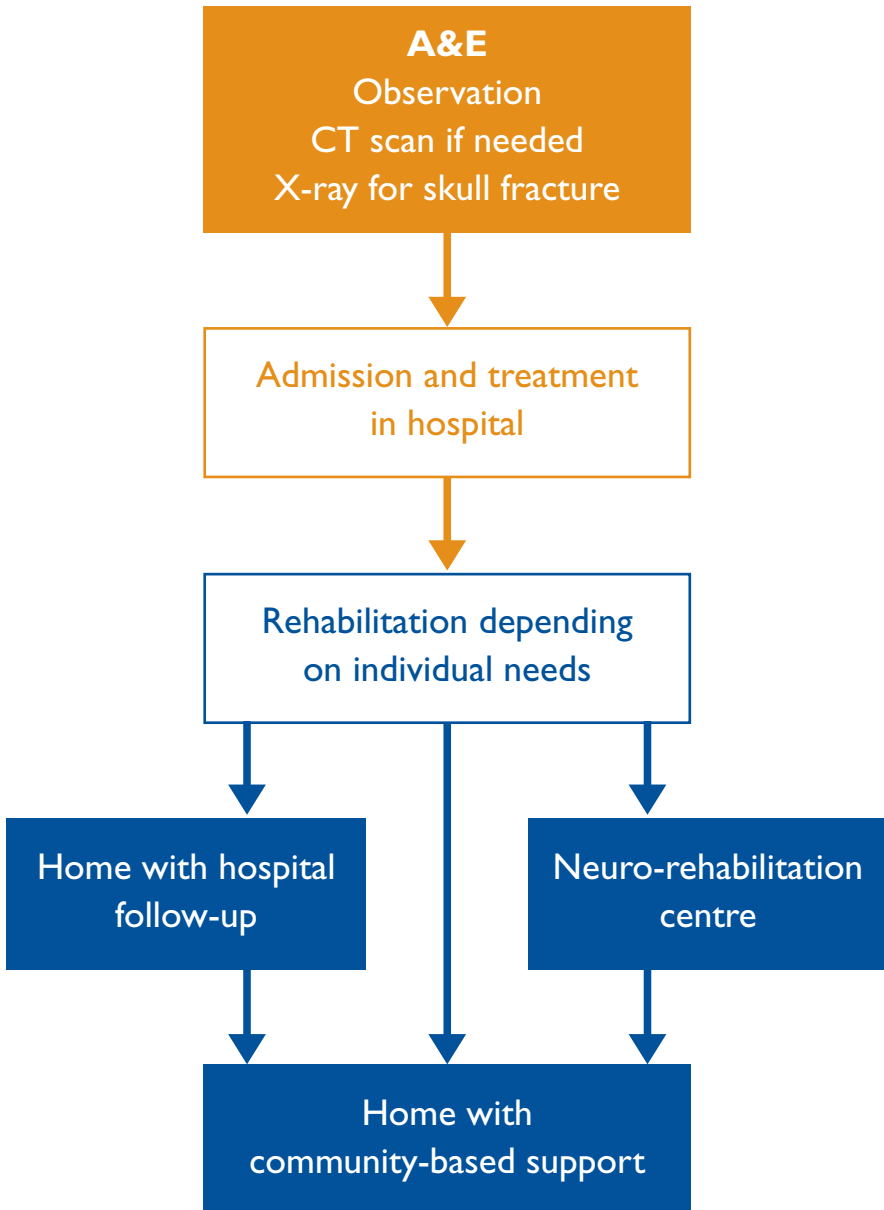 A&E
Observation
CT scan if needed
X-ray for skull fracture
Admission and treatment
in hospital
Rehabilitation depending
on individual needs
Home with hospital
follow-up
Neuro-rehabilitation
centre
Home with
community-based support